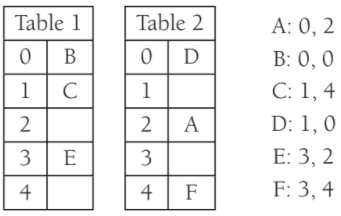 Table 1 Table 2
A: 0, 2
0 B 0 D
B: 0, 0
1 C 1
C: 1, 4
2 2 A
D: 1, 0
3 E 3
E: 3, 2
4 4 F
F: 3, 4